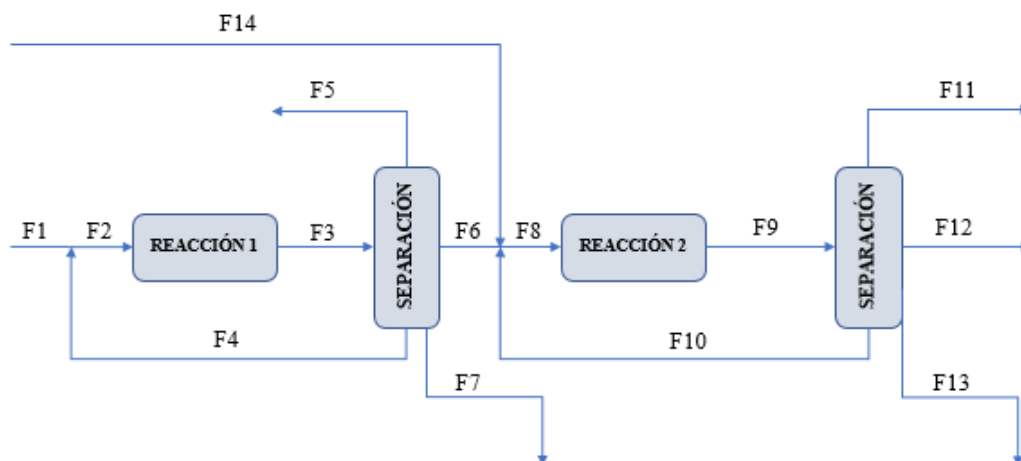 F14
F5
F11
F1
F2
REACCIÓN 1
F3
SEPARACIÓN
F6
F8
REACCIÓN 2
F9
SEPARACIÓN
F12
F4
F10
F7
F13